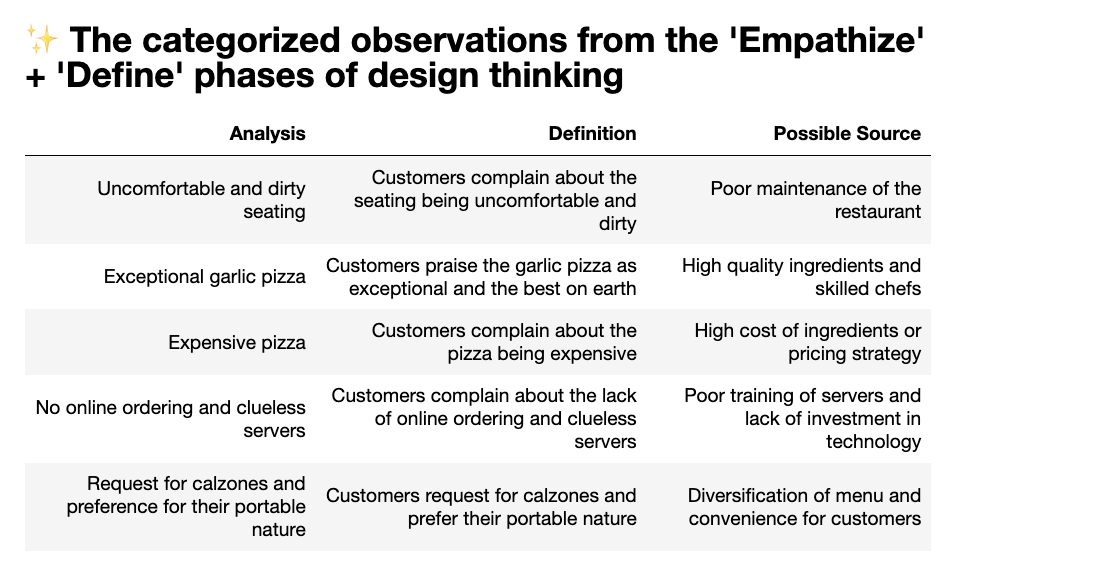 ✨ The categorized observations from the 'Empathize'
+ 'Define' phases of design thinking
Analysis Definition Possible Source
Uncomfortable and dirty
seating
Customers complain about the
seating being uncomfortable and
dirty
Poor maintenance of the
restaurant
Exceptional garlic pizza
Customers praise the garlic pizza as
exceptional and the best on earth
High quality ingredients and
skilled chefs
Expensive pizza
Customers complain about the
pizza being expensive
High cost of ingredients or
pricing strategy
No online ordering and clueless
servers
Customers complain about the lack
of online ordering and clueless
servers
Poor training of servers and
lack of investment in
technology
Request for calzones and
preference for their portable
nature
Customers request for calzones and
prefer their portable nature
Diversification of menu and
convenience for customers